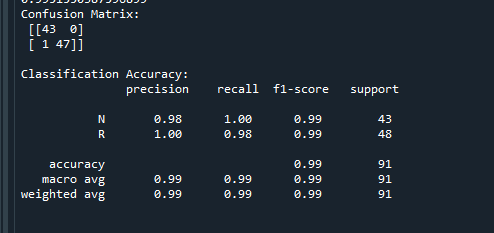 Confusion Matrix:
[[43 0]
[ 1 47]]
Classification Accuracy:
precision recall f1-score support
N 0.98 1.00 0.99 43
R 1.00 0.98 0.99 48
accuracy 0.99 91
macro avg 0.99 0.99 0.99 91
weighted avg 0.99 0.99 0.99 91